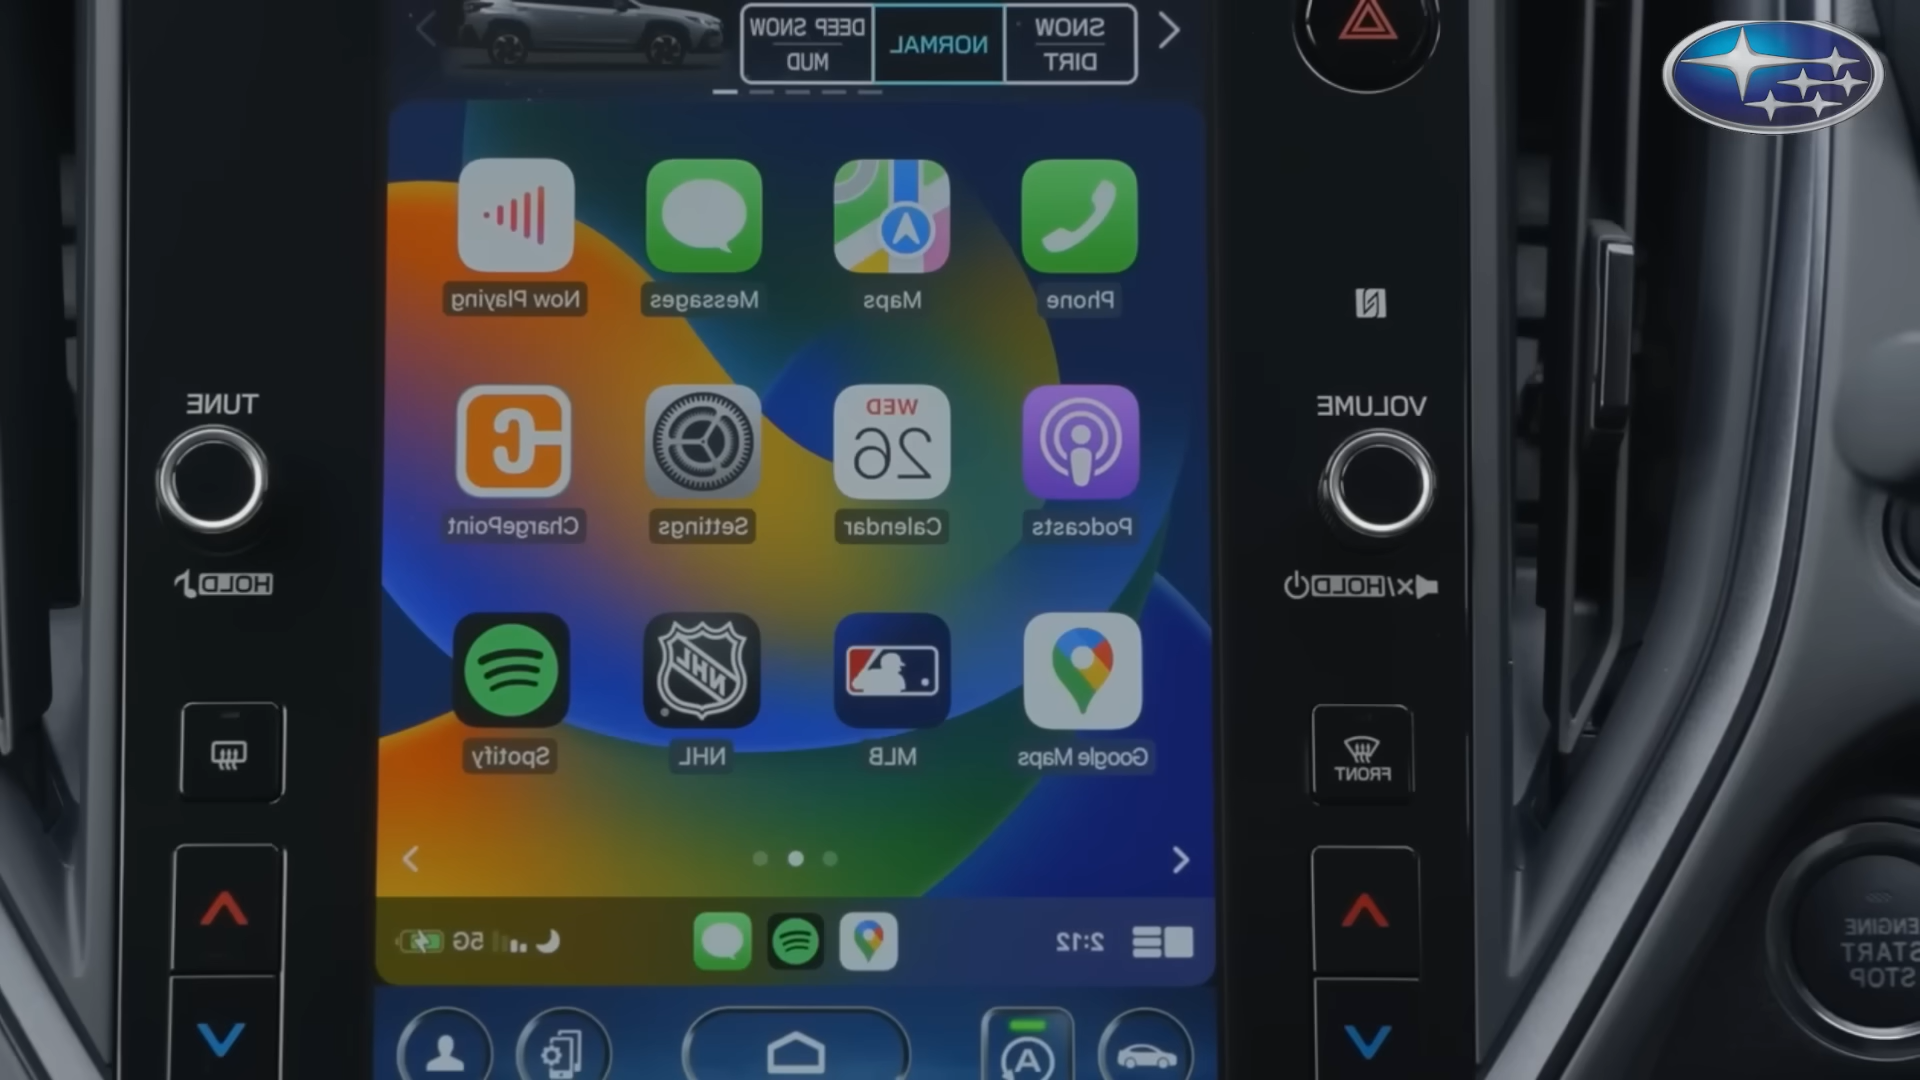 DEEP SNOW
MUD
NORMAL
SNOW
DIRT
Now Playing
Messages
Maps
Phone
TUNE
VOLUME
WED
26
ChargePoint
Settings
Calendar
Podcasts
HOLD
HOLD
NHL
Spotify
NHL
MLB
Google Maps
FRONT
5G
2:12
A
ENGINE
START
STOP